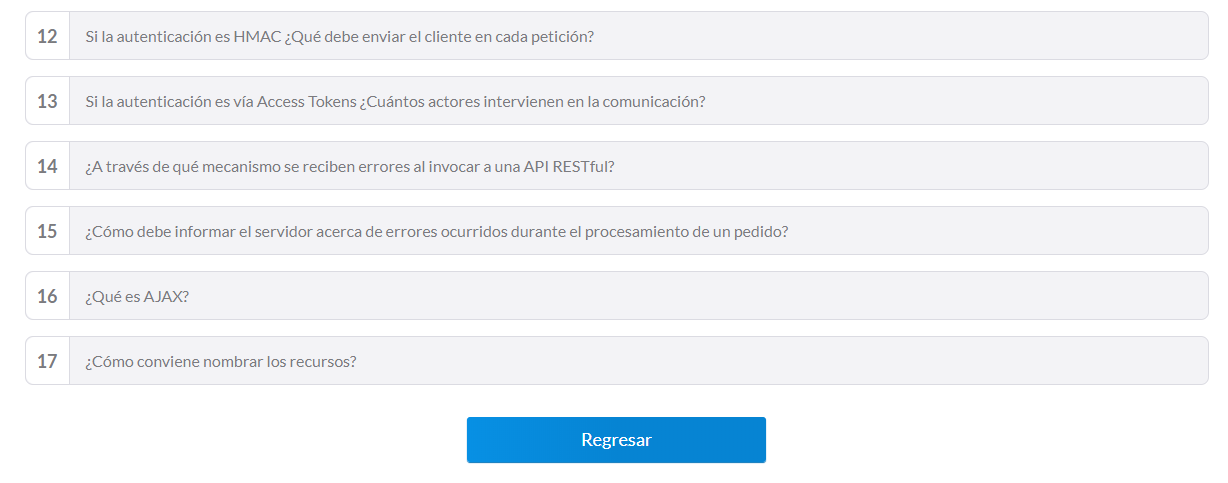 12 Si la autenticación es HMAC ¿Qué debe enviar el cliente en cada petición?
13 Si la autenticación es vía Access Tokens ¿Cuántos actores intervienen en la comunicación?
14 ¿A través de qué mecanismo se reciben errores al invocar a una API RESTful?
15 ¿Cómo debe informar el servidor acerca de errores ocurridos durante el procesamiento de un pedido?
16 ¿Qué es AJAX?
17 ¿Cómo conviene nombrar los recursos?
Regresar